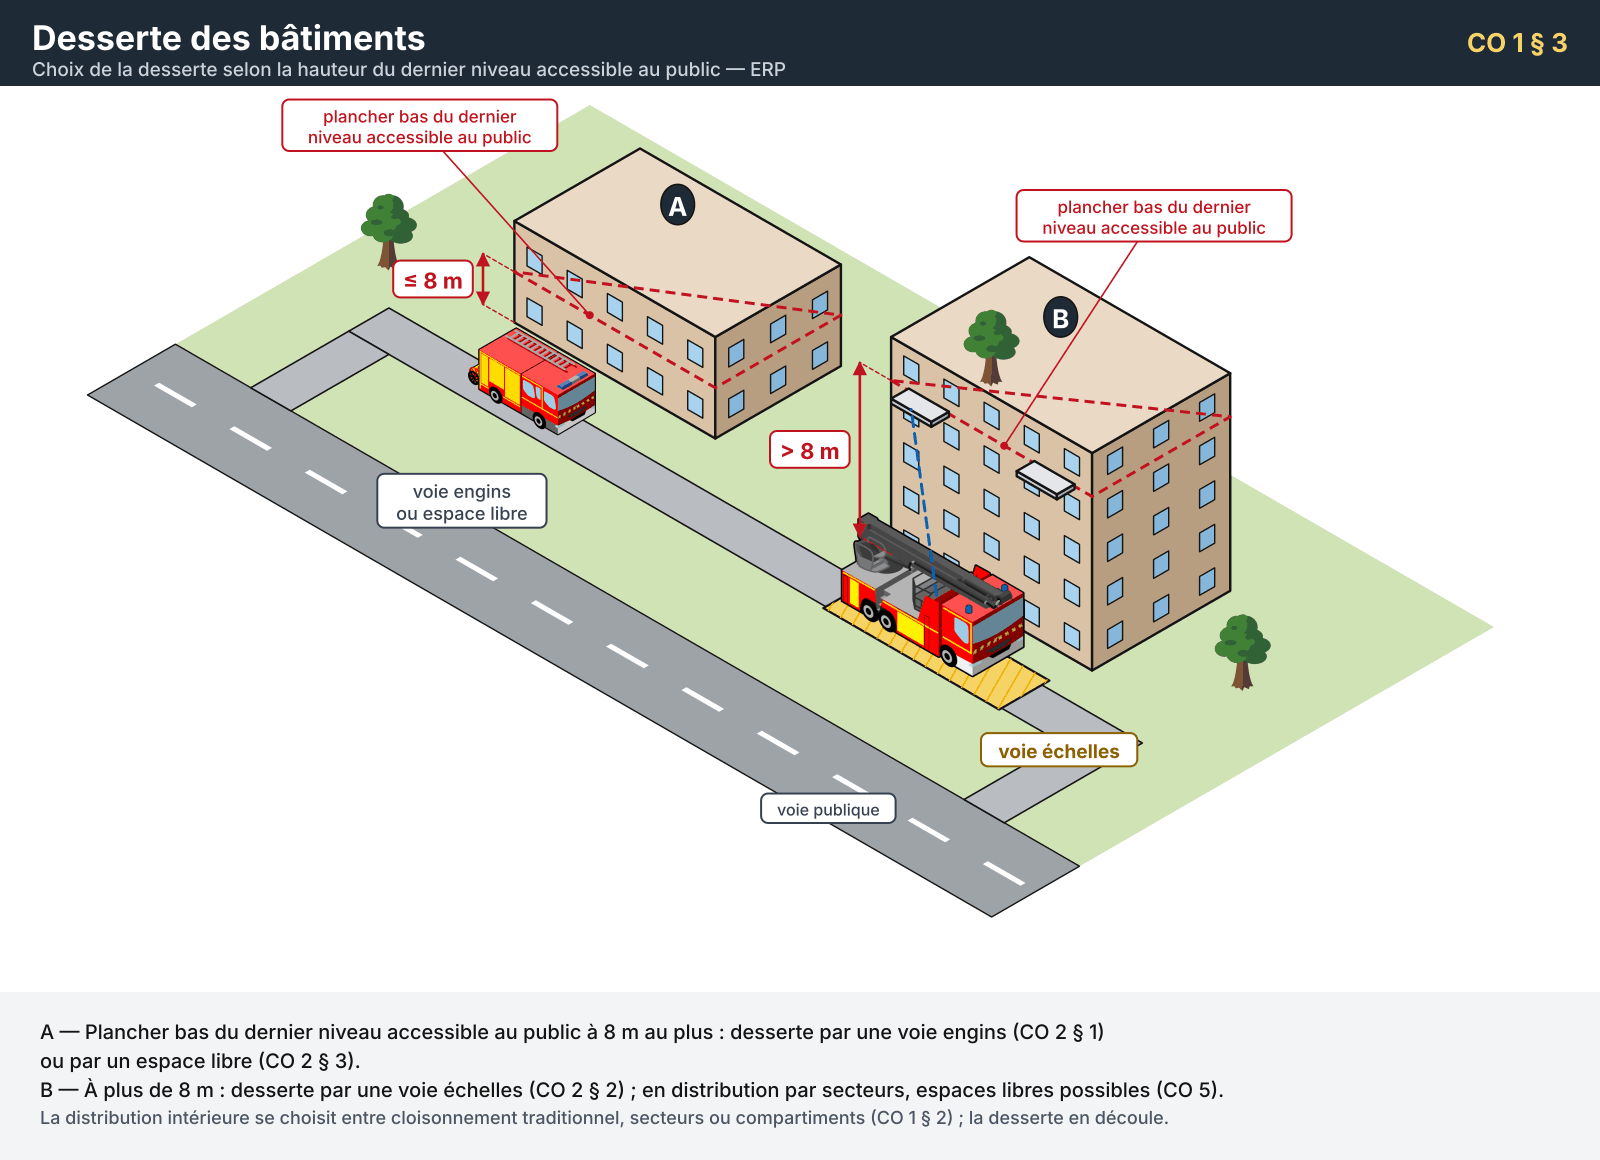 Desserte des bâtiments
CO 1 § 3
Choix de la desserte selon la hauteur du dernier niveau accessible au public — ERP
plancher bas du dernier
niveau accessible au public
A
plancher bas du dernier
niveau accessible au public
≤ 8 m
B
> 8 m
voie engins
ou espace libre
voie échelles
voie publique
A — Plancher bas du dernier niveau accessible au public à 8 m au plus : desserte par une voie engins (CO 2 § 1)
ou par un espace libre (CO 2 § 3).
B — À plus de 8 m : desserte par une voie échelles (CO 2 § 2) ; en distribution par secteurs, espaces libres possibles (CO 5).
La distribution intérieure se choisit entre cloisonnement traditionnel, secteurs ou compartiments (CO 1 § 2) ; la desserte en découle.